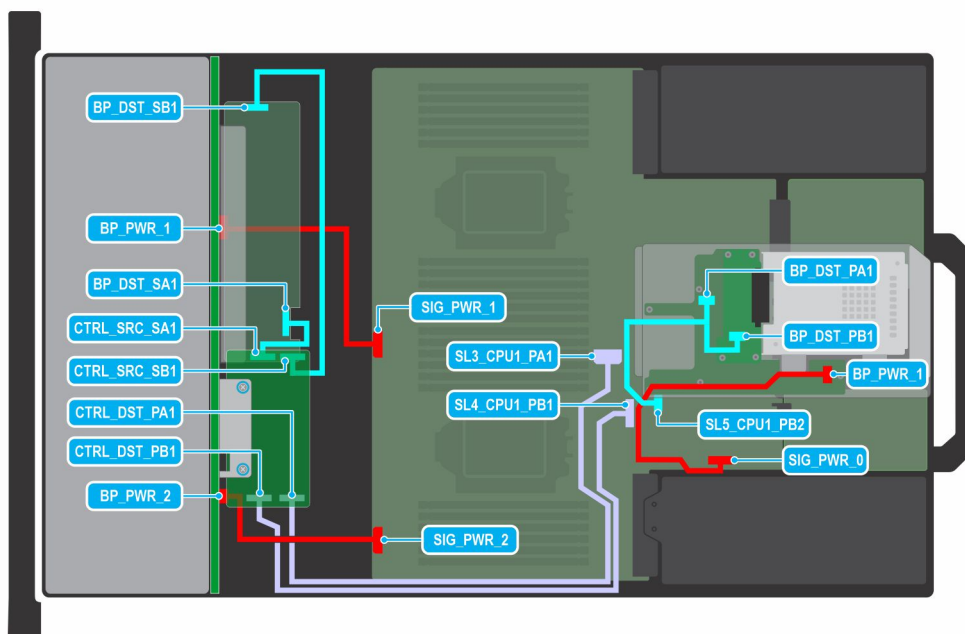 BP_DST_SB1
BP_PWR_1
BP_DST_SA1
CTRL_SRC_SA1
CTRL_SRC_SB1
CTRL_DST_PA1
CTRL_DST_PB1
BP_PWR_2
SIG_PWR_1
SL3_CPU1_PA1
SL4_CPU1_PB1
SIG_PWR_2
BP_DST_PA1
BP_DST_PB1
BP_PWR_1
SL5_CPU1_PB2
SIG_PWR_0